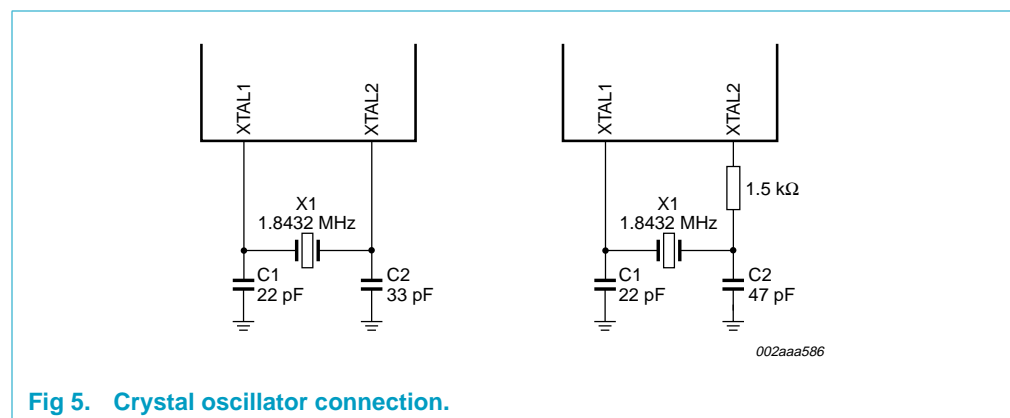 XTAL1
XTAL2
X1
1.8432 MHz
C1
22 pF
C2
33 pF
XTAL1
XTAL2
1.5 kΩ
X1
1.8432 MHz
C1
22 pF
C2
47 pF
002aaa586
Fig 5. Crystal oscillator connection.